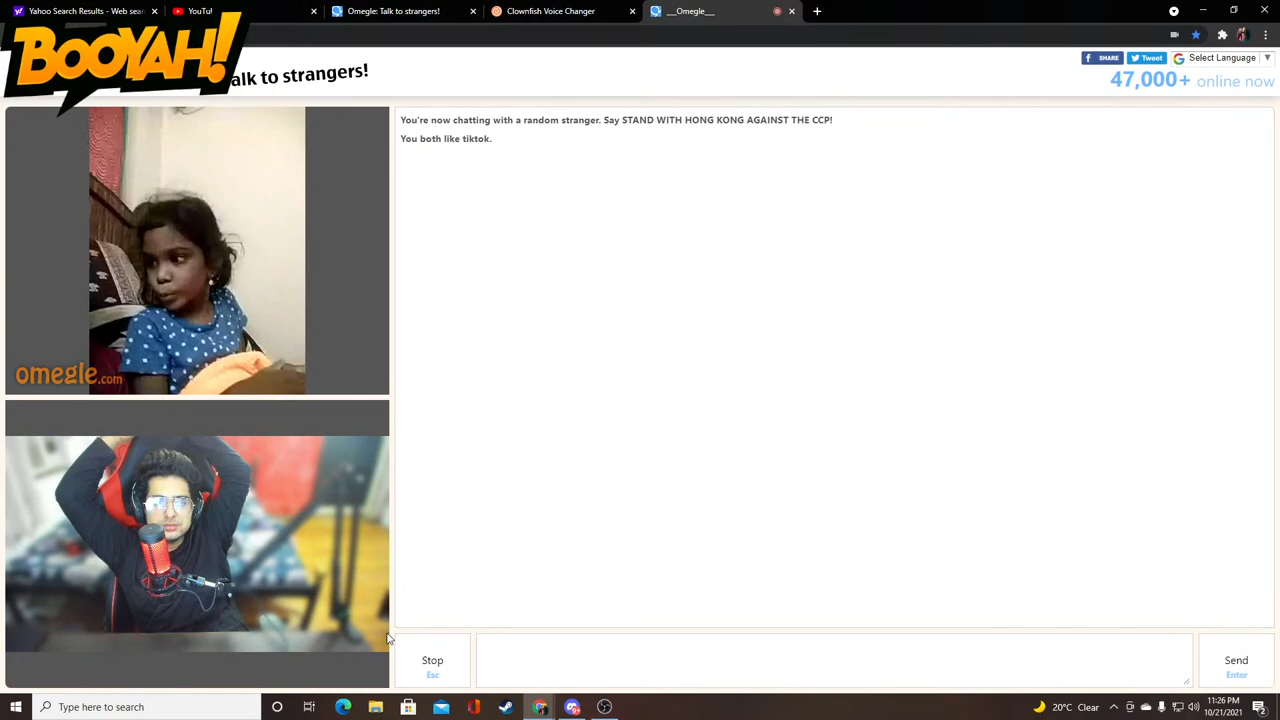 Yahoo Search Results - Web sear
YouTube
Omegle: Talk to strangers!
Clownfish Voice Changer
__Omegle__
BOOYAH!
alk to strangers!
SHARE
Tweet
Select Language
47,000+ online now
You're now chatting with a random stranger. Say STAND WITH HONG KONG AGAINST THE CCP!
You both like tiktok.
omegle.com
Stop
Esc
Send
Enter
Type here to search
20°C Clear
11:26 PM
10/21/2021
2